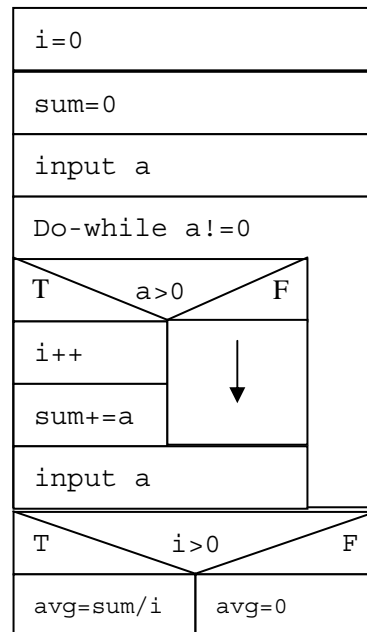 i=0
sum=0
input a
Do-while a!=0
T a>0 F
i++
sum+=a
input a
T i>0 F
avg=sum/i avg=0